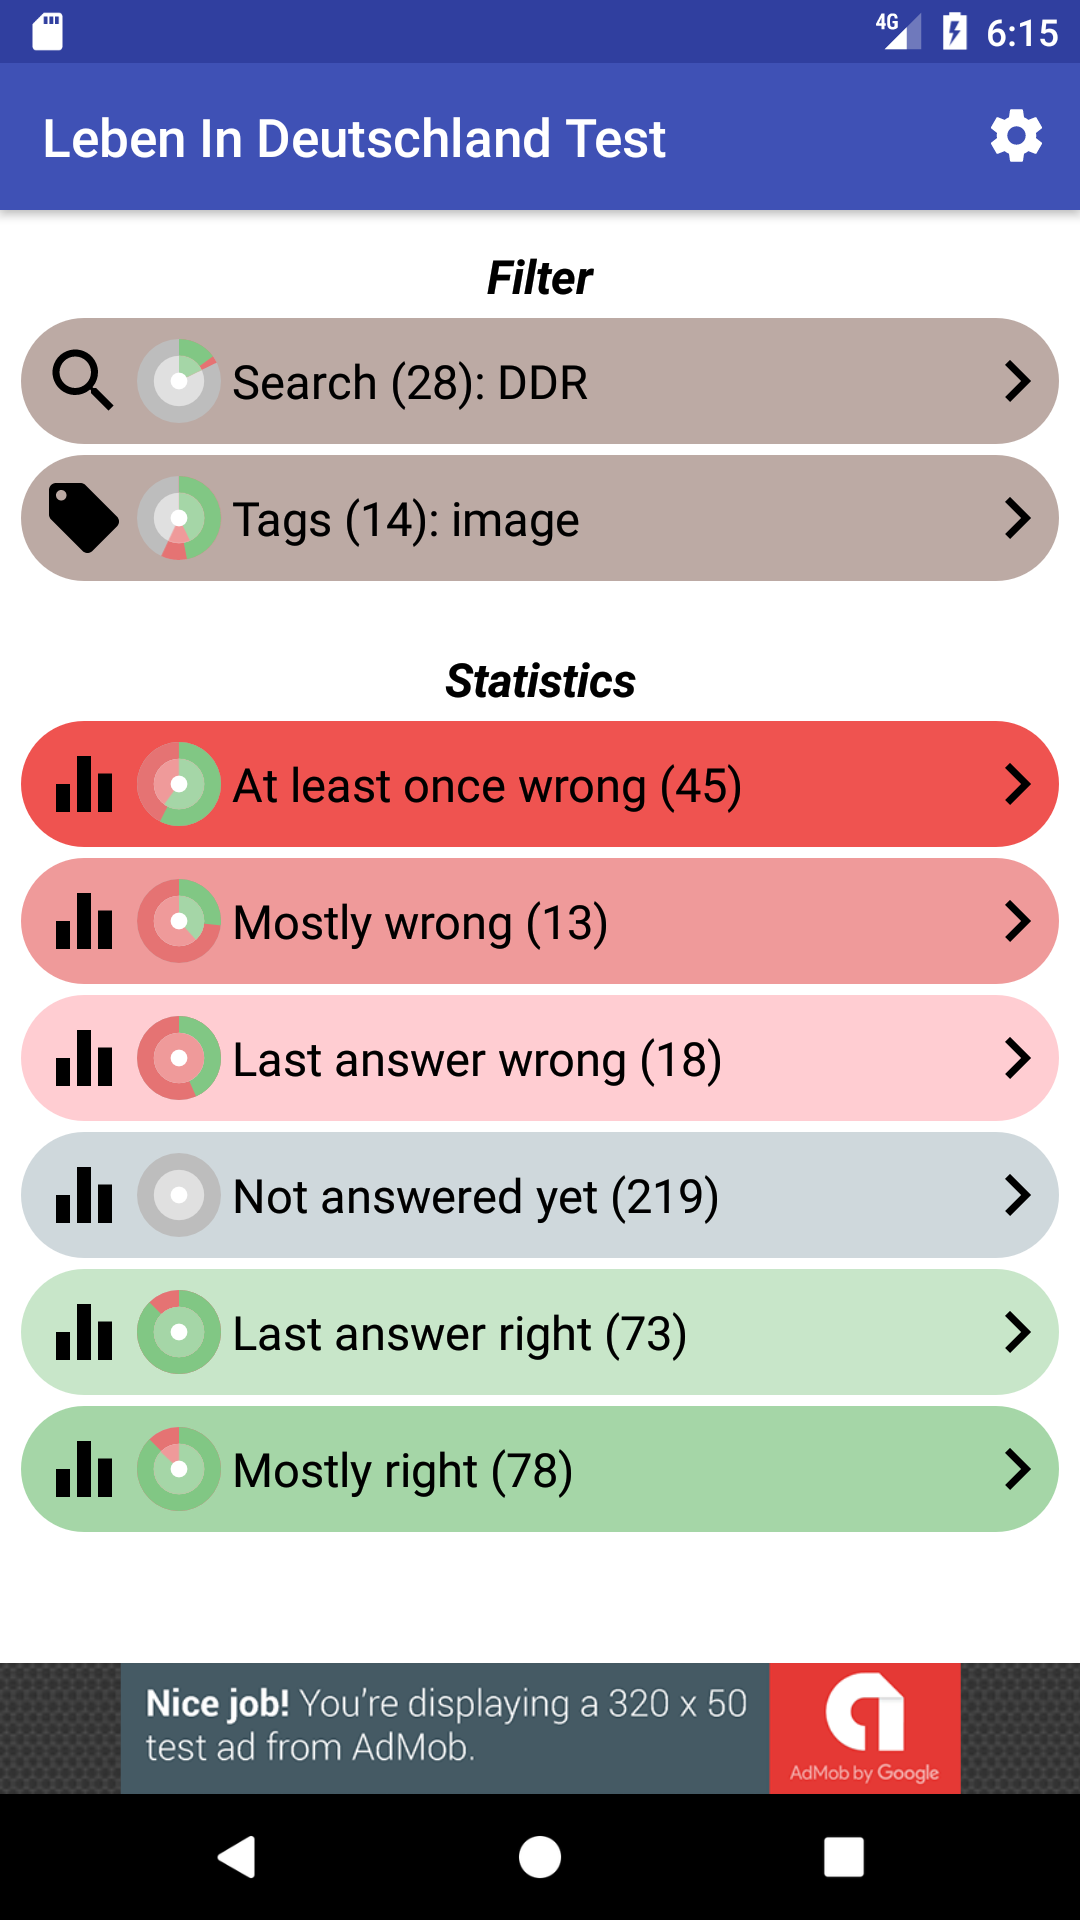 4G 6:15
Leben In Deutschland Test
Filter
Search (28): DDR
Tags (14): image
Statistics
At least once wrong (45)
Mostly wrong (13)
Last answer wrong (18)
Not answered yet (219)
Last answer right (73)
Mostly right (78)
Nice job! You're displaying a 320 x 50
test ad from AdMob.
AdMob by Google